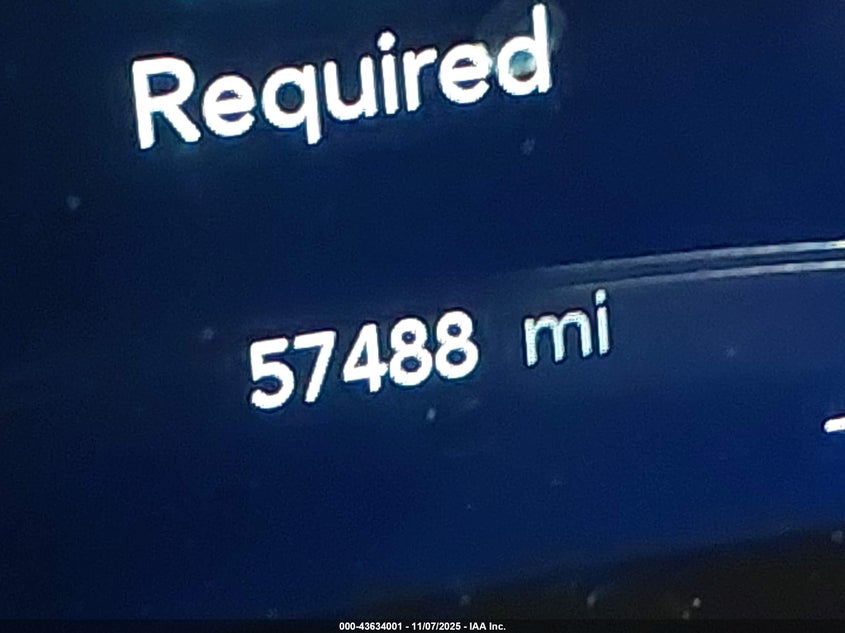 Required
57488 mi
000-43634001 - 11/07/2025 - IAA Inc.